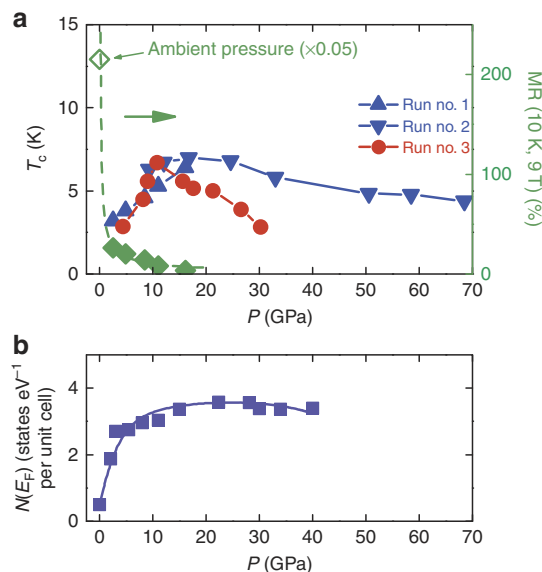 a
15
10
5
0
T_c (K)
Ambient pressure (×0.05)
Run no. 1
Run no. 2
Run no. 3
200
100
0
MR (10 K, 9 T) (%)
0 10 20 30 40 50 60 70
P (GPa)
b
4
2
0
N(E_F) (states eV⁻¹
per unit cell)
0 10 20 30 40 50 60 70
P (GPa)